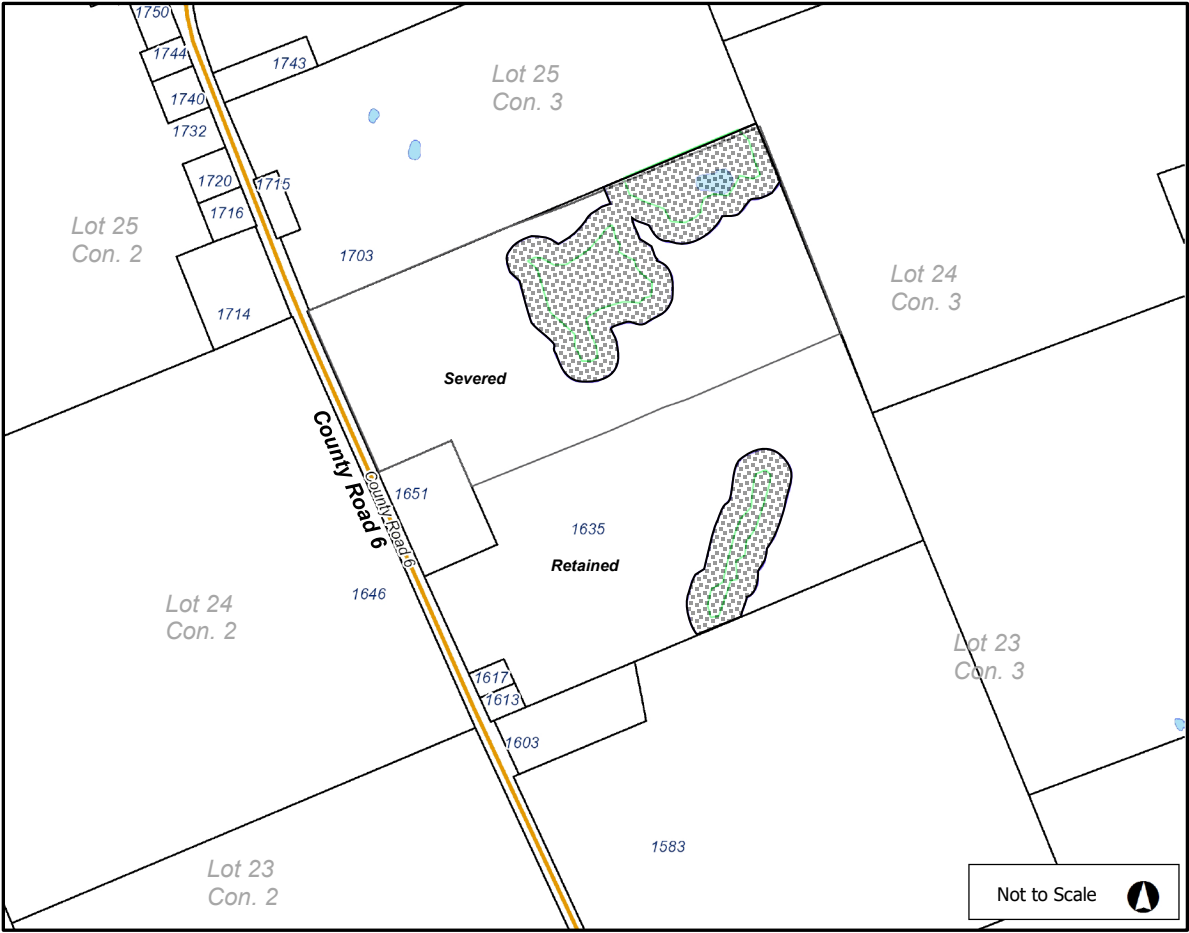 1750
1744
1743
Lot 25
Con. 3
1740
1732
1720
1715
1716
Lot 25
Con. 2
1703
Lot 24
Con. 3
1714
Severed
County Road 6
County Road 6
1651
1635
Retained
1646
Lot 24
Con. 2
Lot 23
Con. 3
1617
1613
1603
1583
Lot 23
Con. 2
Not to Scale